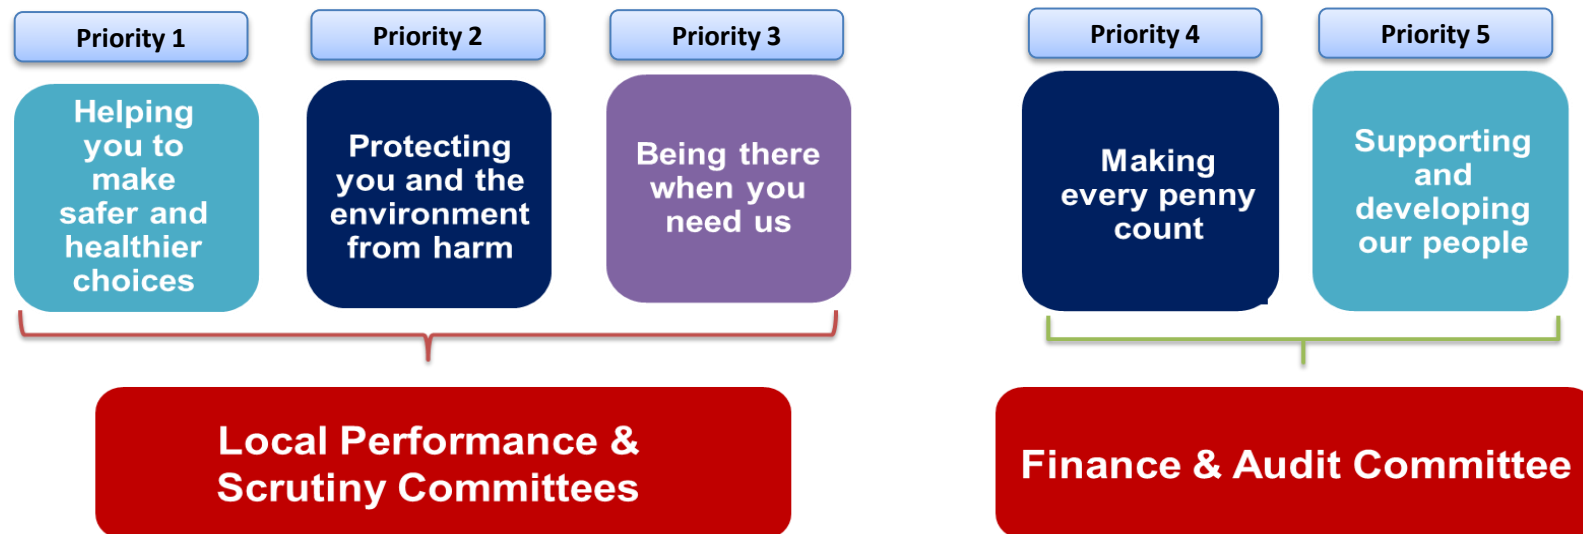 Priority 1
Priority 2
Priority 3
Priority 4
Priority 5
Helping
you to
make
safer and
healthier
choices
Protecting
you and the
environment
from harm
Being there
when you
need us
Making
every penny
count
Supporting
and
developing
our people
Local Performance &
Scrutiny Committees
Finance & Audit Committee